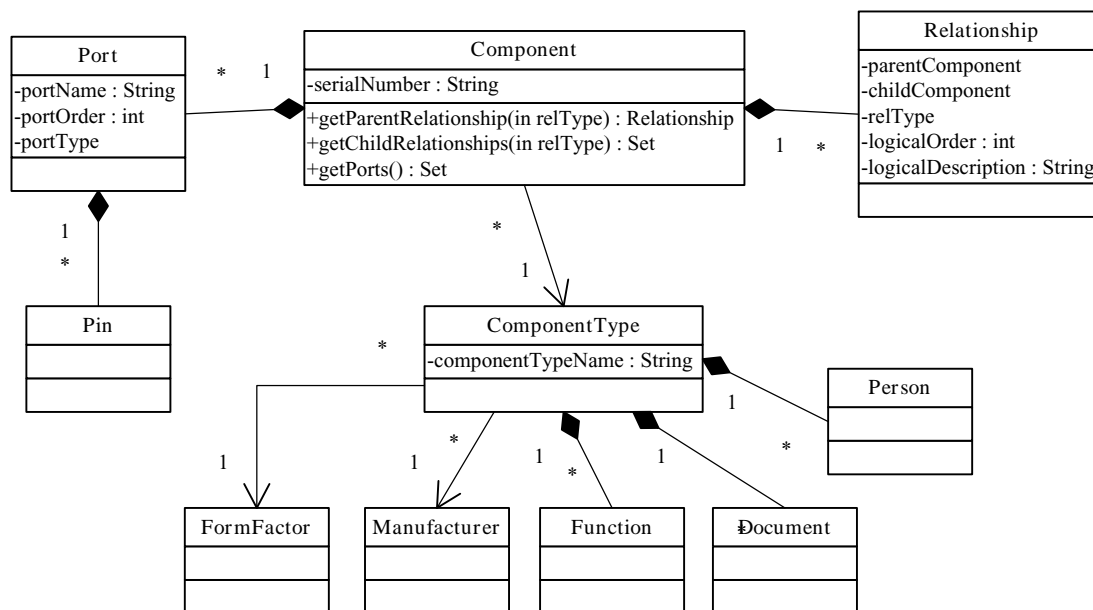 Port
-portName : String
-portOrder : int
-portType
* 1
Component
-serialNumber : String
+getParentRelationship(in relType) : Relationship
+getChildRelationships(in relType) : Set
+getPorts() : Set
1 *
Relationship
-parentComponent
-childComponent
-relType
-logicalOrder : int
-logicalDescription : String
1
*
Pin
*
1
ComponentType
-componentTypeName : String
*
1
*
1
1
*
1
1
*
Person
FormFactor
Manufacturer
Function
*
Document